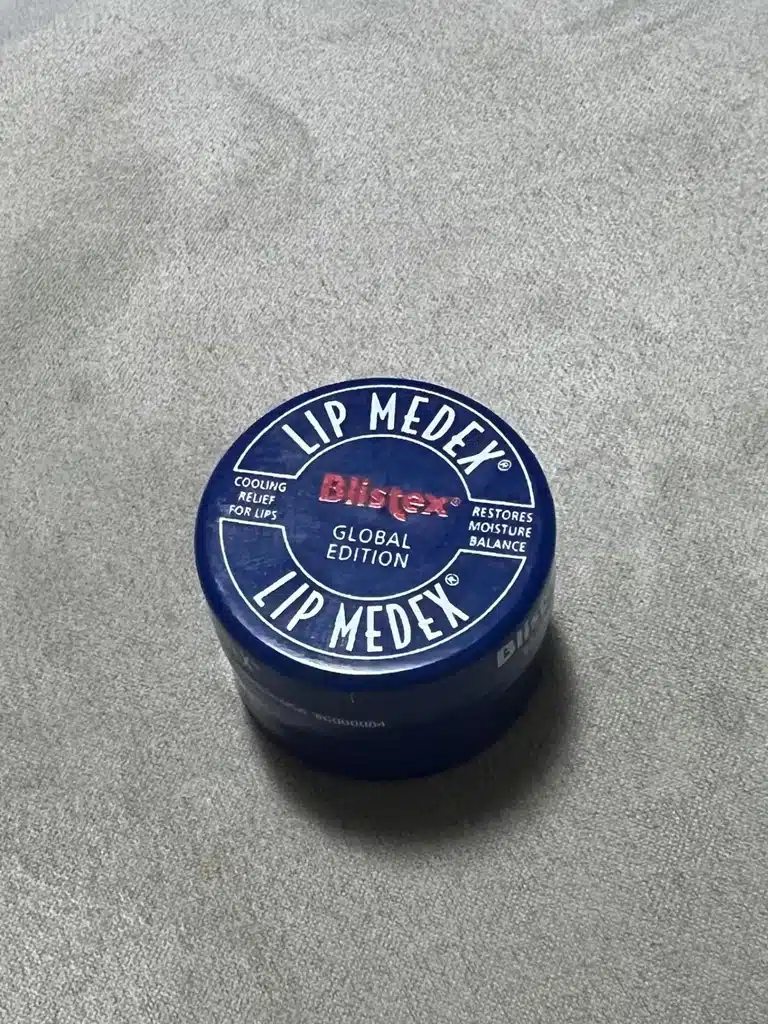 LIP MEDEX®
COOLING
RELIEF
FOR LIPS
Blistex®
GLOBAL
EDITION
RESTORES
MOISTURE
BALANCE
LIP MEDEX®